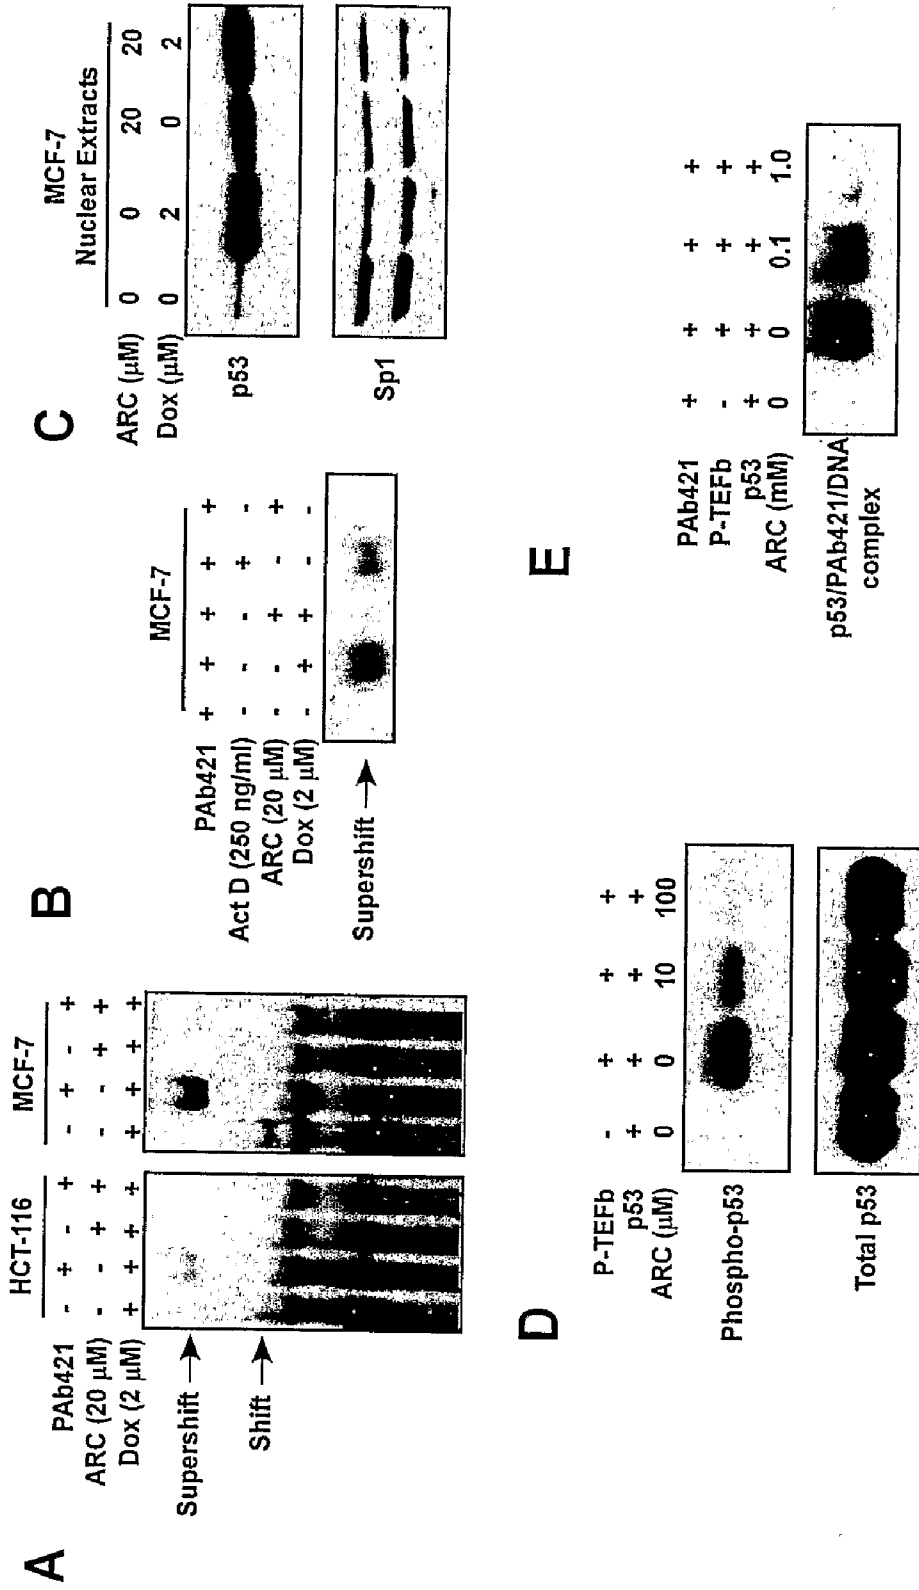 A
HCT-116 MCF-7
PAb421 - + - + - + - +
ARC (20 µM) - - + + - - + +
Dox (2 µM) + + + + + + + +
Supershift
Shift
B
MCF-7
PAb421 + + + + +
Act D (250 ng/ml) - - - + -
ARC (20 µM) - - + - +
Dox (2 µM) - + + - -
Supershift
C
MCF-7
Nuclear Extracts
ARC (µM) 0 0 20 20
Dox (µM) 0 2 0 2
p53
Sp1
D
P-TEFb - + + +
p53 + + + +
ARC (µM) 0 0 10 100
Phospho-p53
Total p53
E
PAb421 + + + +
P-TEFb - + + +
p53 + + + +
ARC (mM) 0 0 0.1 1.0
p53/PAb421/DNA
complex